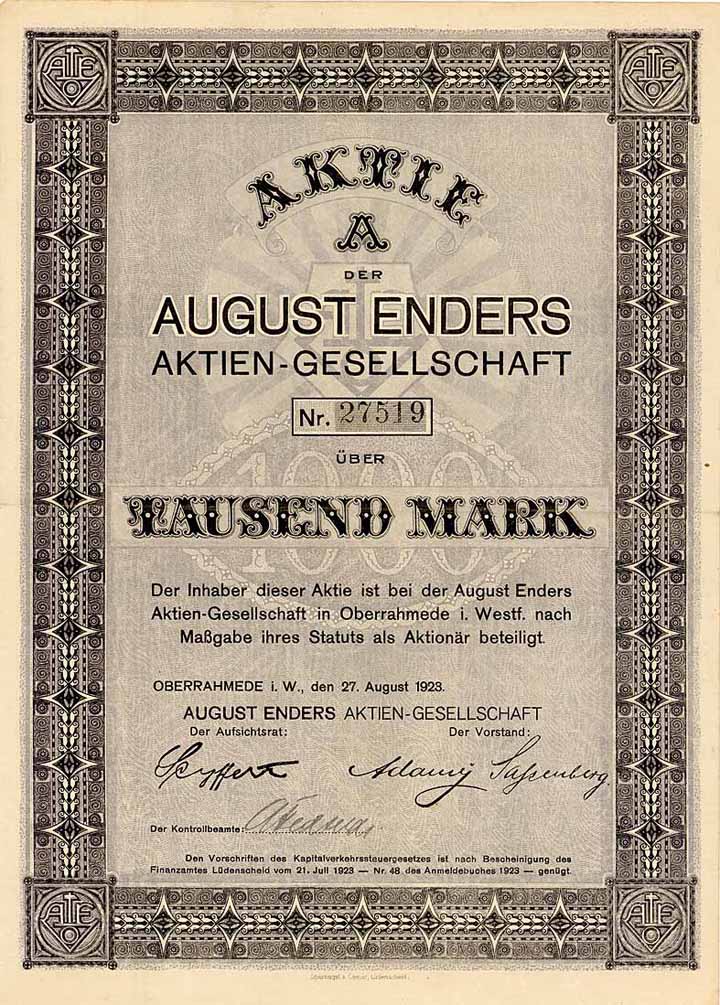 AKTIE
A
DER
AUGUST ENDERS
AKTIEN-GESELLSCHAFT
Nr. 27519
ÜBER
1000
TAUSEND MARK
Der Inhaber dieser Aktie ist bei der August Enders
Aktien-Gesellschaft in Oberrahmede i. Westf. nach
Maßgabe ihres Statuts als Aktionär beteiligt.
OBERRAHMEDE i. W., den 27. August 1923.
AUGUST ENDERS AKTIEN-GESELLSCHAFT
Der Aufsichtsrat: Der Vorstand:
Adamy Sassenberg.
Der Kontrollbeamte:
Den Vorschriften des Kapitalverkehrssteuergesetzes ist nach Bescheinigung des
Finanzamtes Lüdenscheid vom 21. Juli 1923 — Nr. 48 des Anmeldebuches 1923 — genügt.